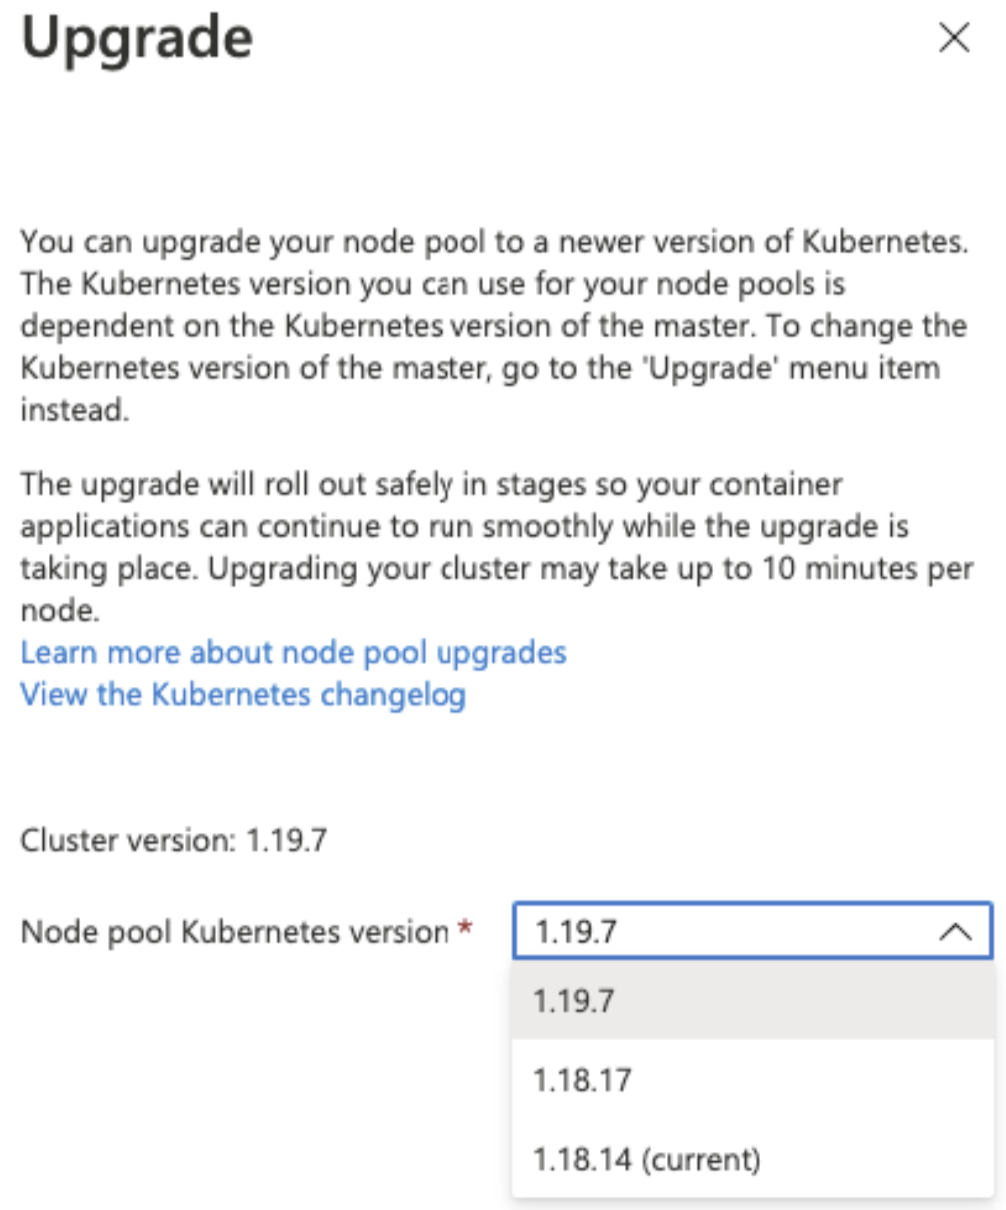 Upgrade
You can upgrade your node pool to a newer version of Kubernetes.
The Kubernetes version you can use for your node pools is
dependent on the Kubernetes version of the master. To change the
Kubernetes version of the master, go to the 'Upgrade' menu item
instead.
The upgrade will roll out safely in stages so your container
applications can continue to run smoothly while the upgrade is
taking place. Upgrading your cluster may take up to 10 minutes per
node.
Learn more about node pool upgrades
View the Kubernetes changelog
Cluster version: 1.19.7
Node pool Kubernetes version * 1.19.7
1.19.7
1.18.17
1.18.14 (current)